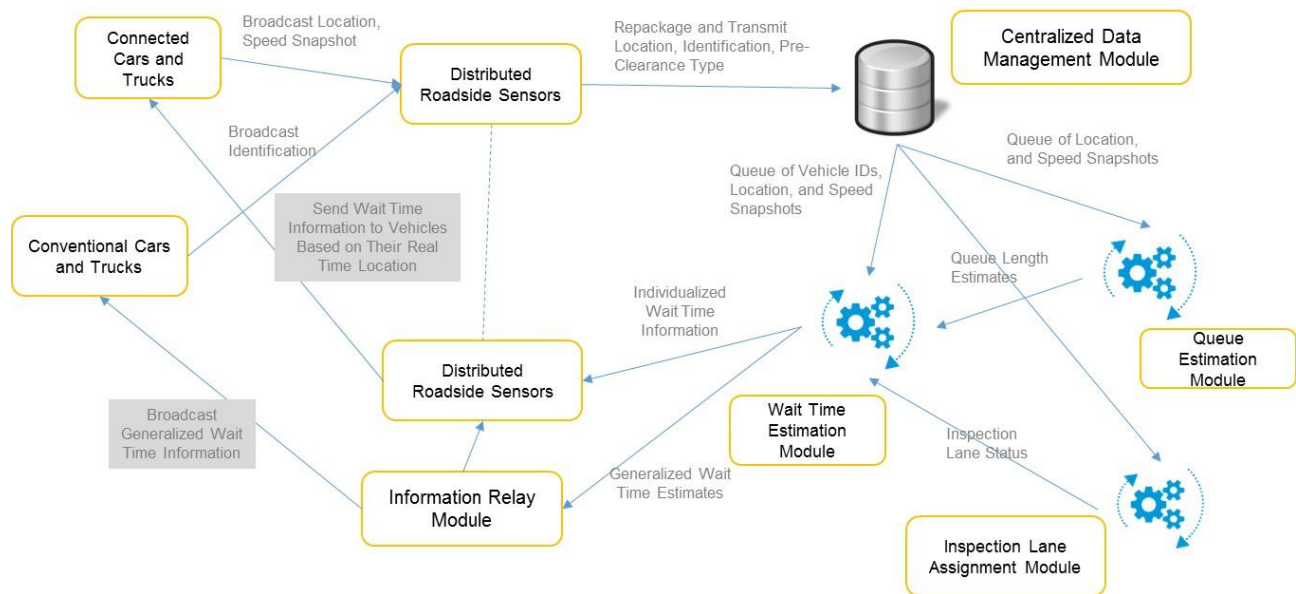 Connected
Cars and
Trucks
Broadcast Location,
Speed Snapshot
Distributed
Roadside Sensors
Repackage and Transmit
Location, Identification, Pre-
Clearance Type
Centralized Data
Management Module
Broadcast
Identification
Queue of Vehicle IDs,
Location, and Speed
Snapshots
Queue of Location,
and Speed Snapshots
Send Wait Time
Information to Vehicles
Based on Their Real
Time Location
Conventional Cars
and Trucks
Individualized
Wait Time
Information
Queue Length
Estimates
Queue
Estimation
Module
Distributed
Roadside Sensors
Wait Time
Estimation
Module
Broadcast
Generalized Wait
Time Information
Inspection
Lane Status
Information Relay
Module
Generalized Wait
Time Estimates
Inspection Lane
Assignment Module